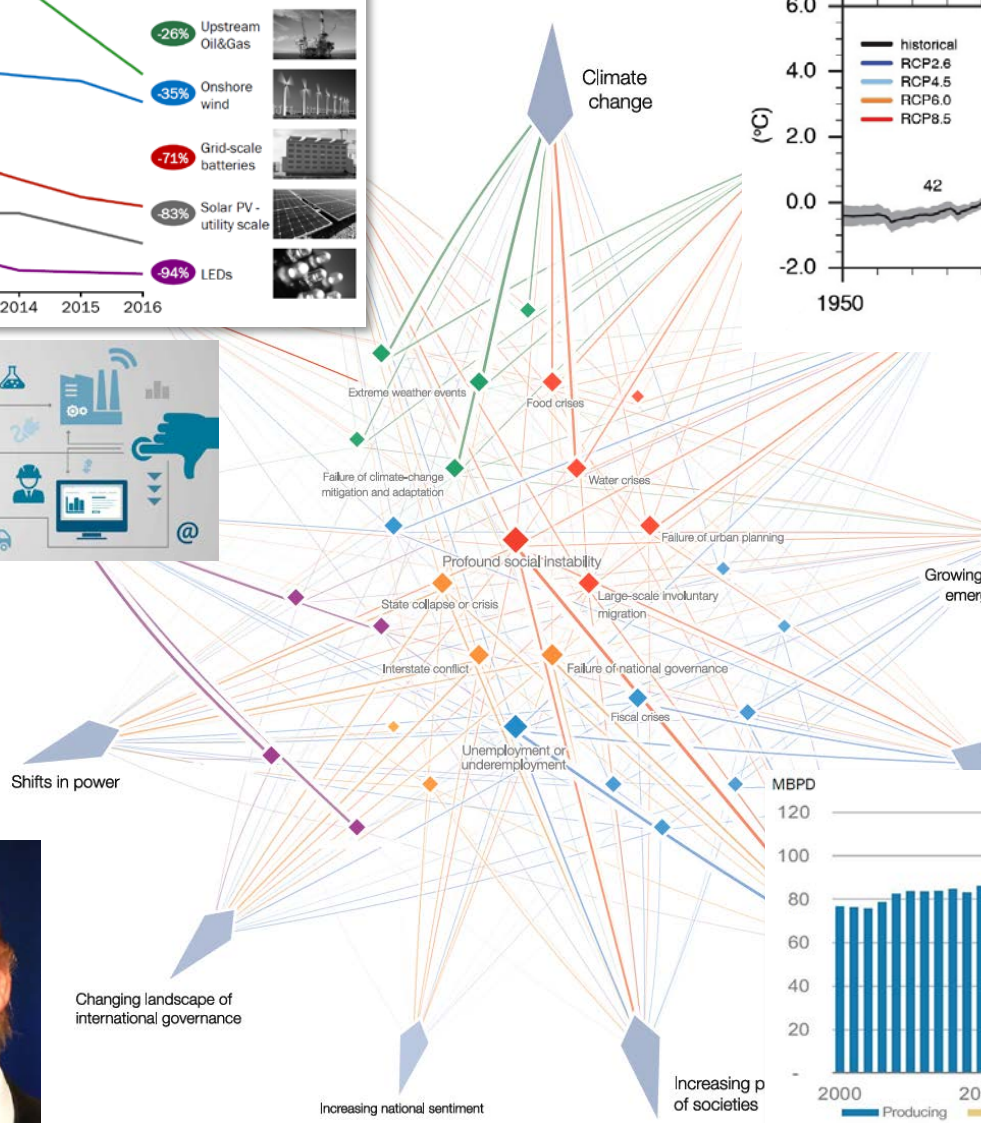 -26% Upstream
Oil&Gas
-35% Onshore
wind
-71% Grid-scale
batteries
-83% Solar PV -
utility scale
-94% LEDs
2014 2015 2016
@
Climate
change
6.0
4.0
2.0
0.0
-2.0
(°C)
historical
RCP2.6
RCP4.5
RCP6.0
RCP8.5
42
1950
Extreme weather events
Food crises
Failure of climate-change
mitigation and adaptation
Water crises
Failure of urban planning
Profound social instability
State collapse or crisis
Large-scale involuntary
migration
Growing
emer
Interstate conflict
Failure of national governance
Fiscal crises
Unemployment or
underemployment
Shifts in power
Changing landscape of
international governance
Increasing national sentiment
Increasing p
of societies
MBPD
120
100
80
60
40
20
-
2000 20
Producing